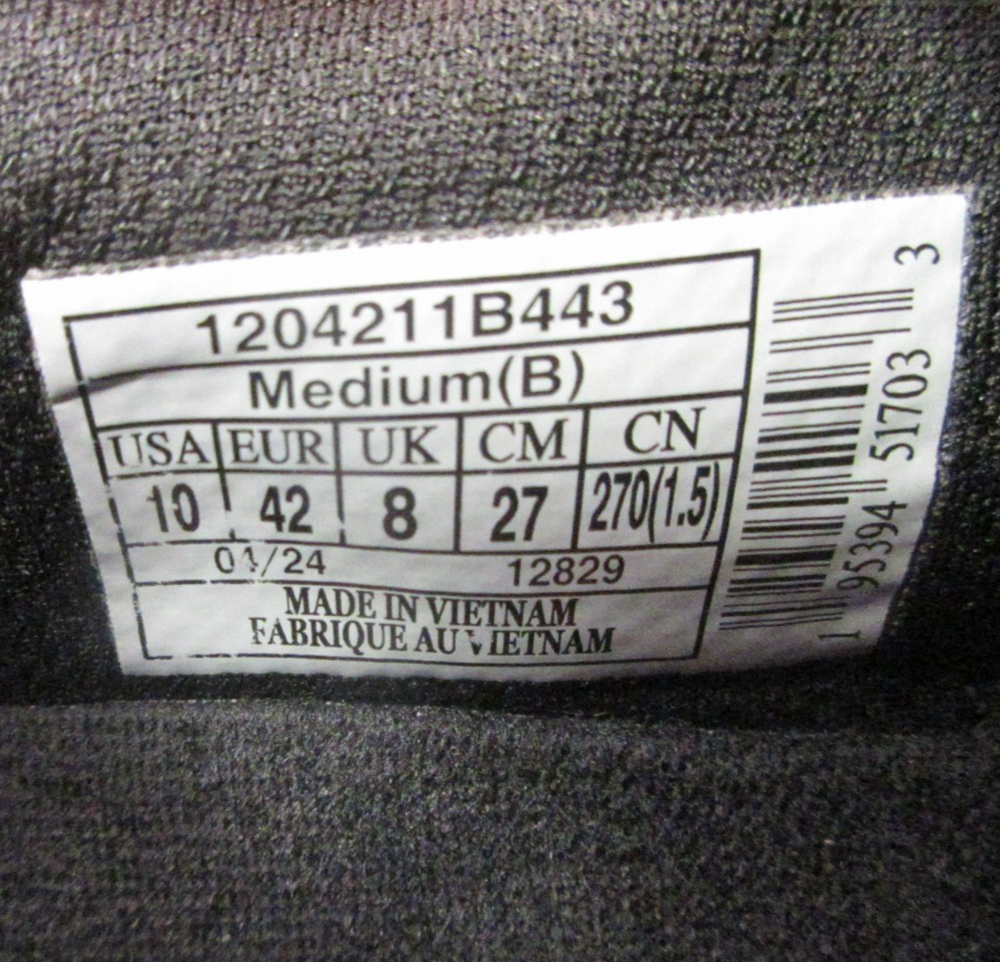 1204211B443
Medium(B)
USA EUR UK CM CN
10 42 8 27 270(1.5)
/24 12829
MADE IN VIETNAM
FABRIQUE AU VIETNAM
1 95394 51703 3